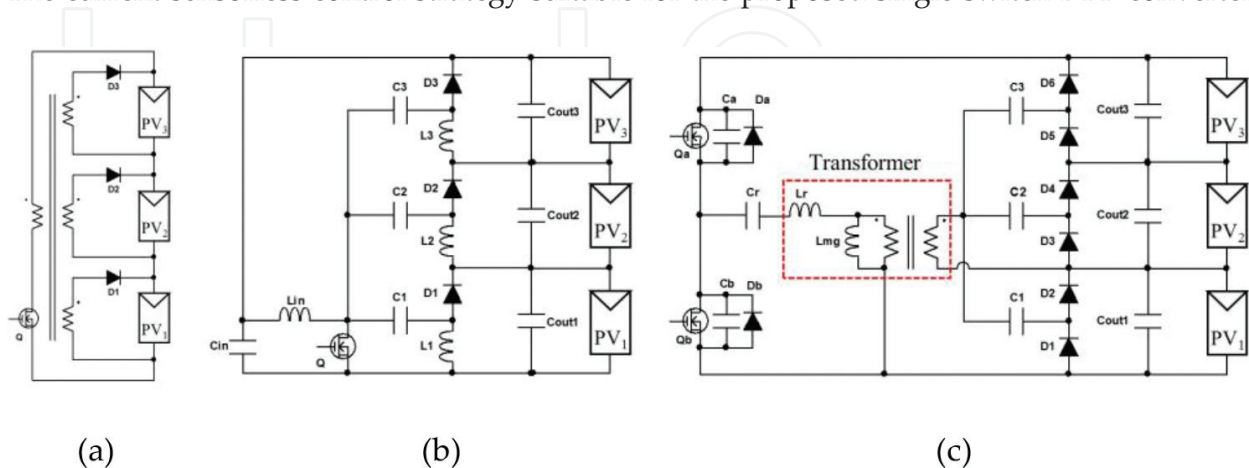 D3
PV3
D2
PV2
D1
PV1
Q
(a)
C3
D3
L3
Cout3
PV3
C2
D2
L2
Cout2
PV2
Lin
C1
D1
L1
Cout1
PV1
Cin
Q
(b)
Ca
Da
Qa
Transformer
Cr
Lr
Lmg
Cb
Db
Qb
C3
D6
D5
Cout3
PV3
C2
D4
D3
Cout2
PV2
C1
D2
D1
Cout1
PV1
(c)